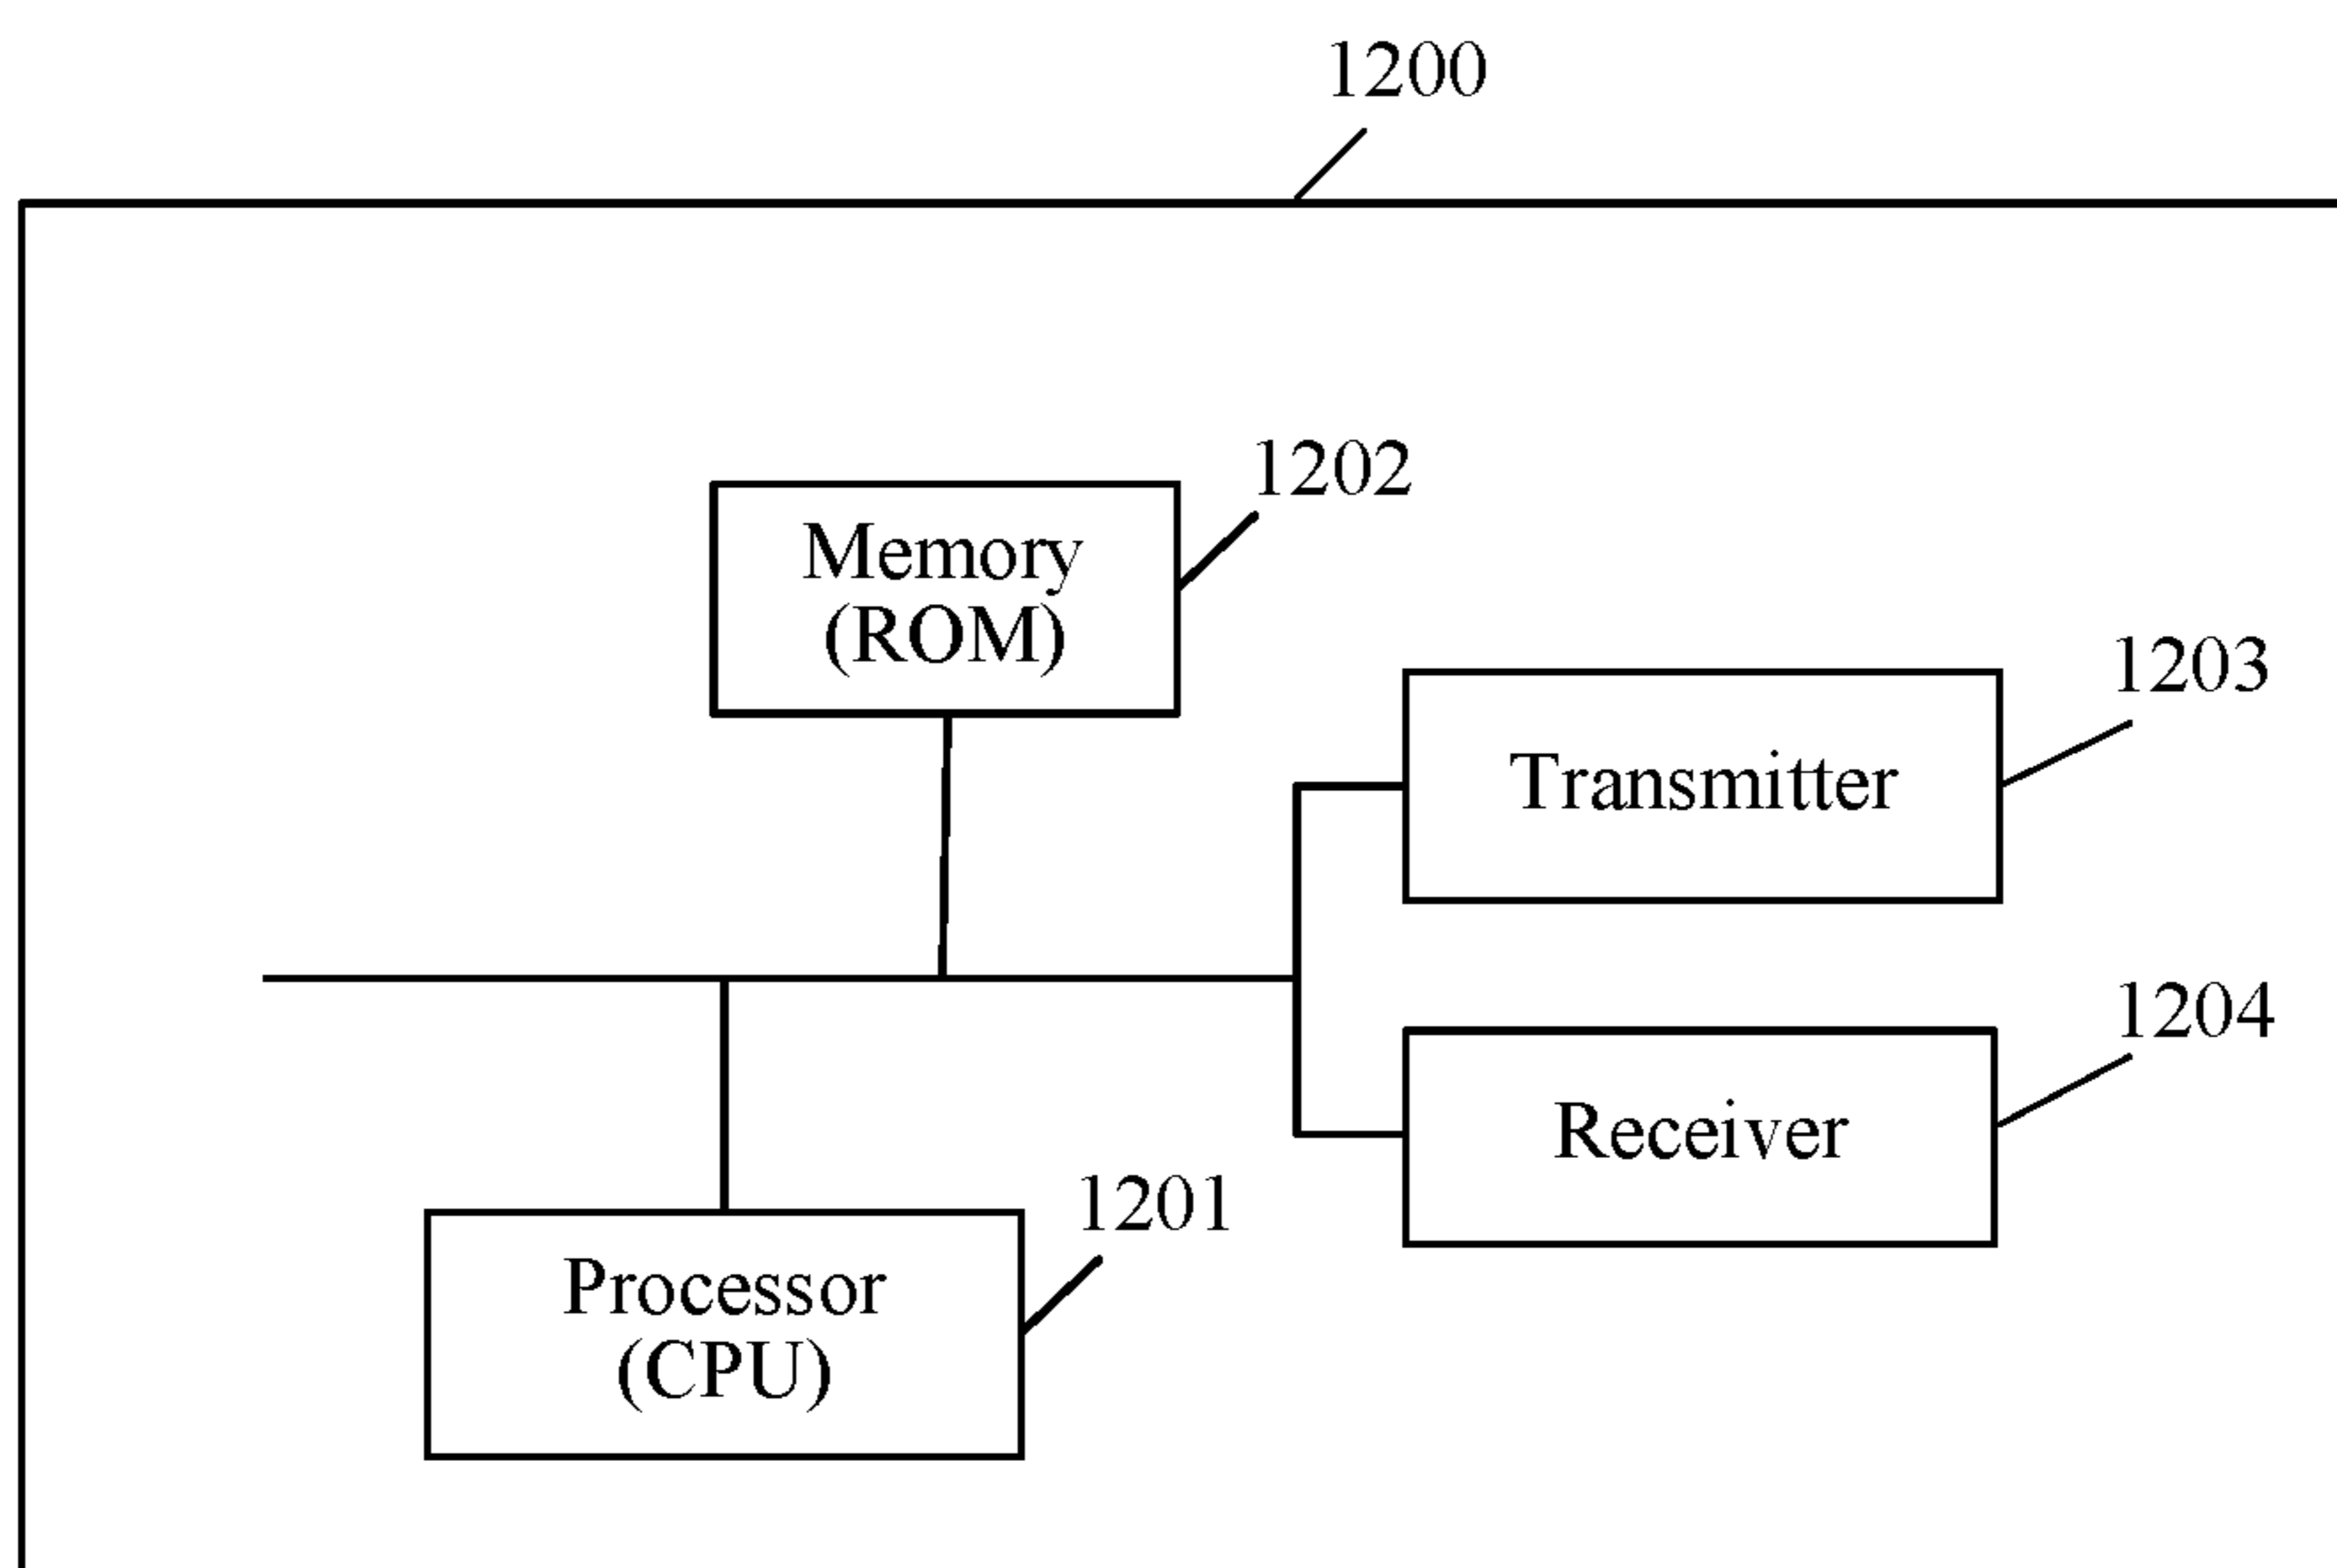 1200
1202
Memory
(ROM)
1203
Transmitter
1204
Receiver
1201
Processor
(CPU)